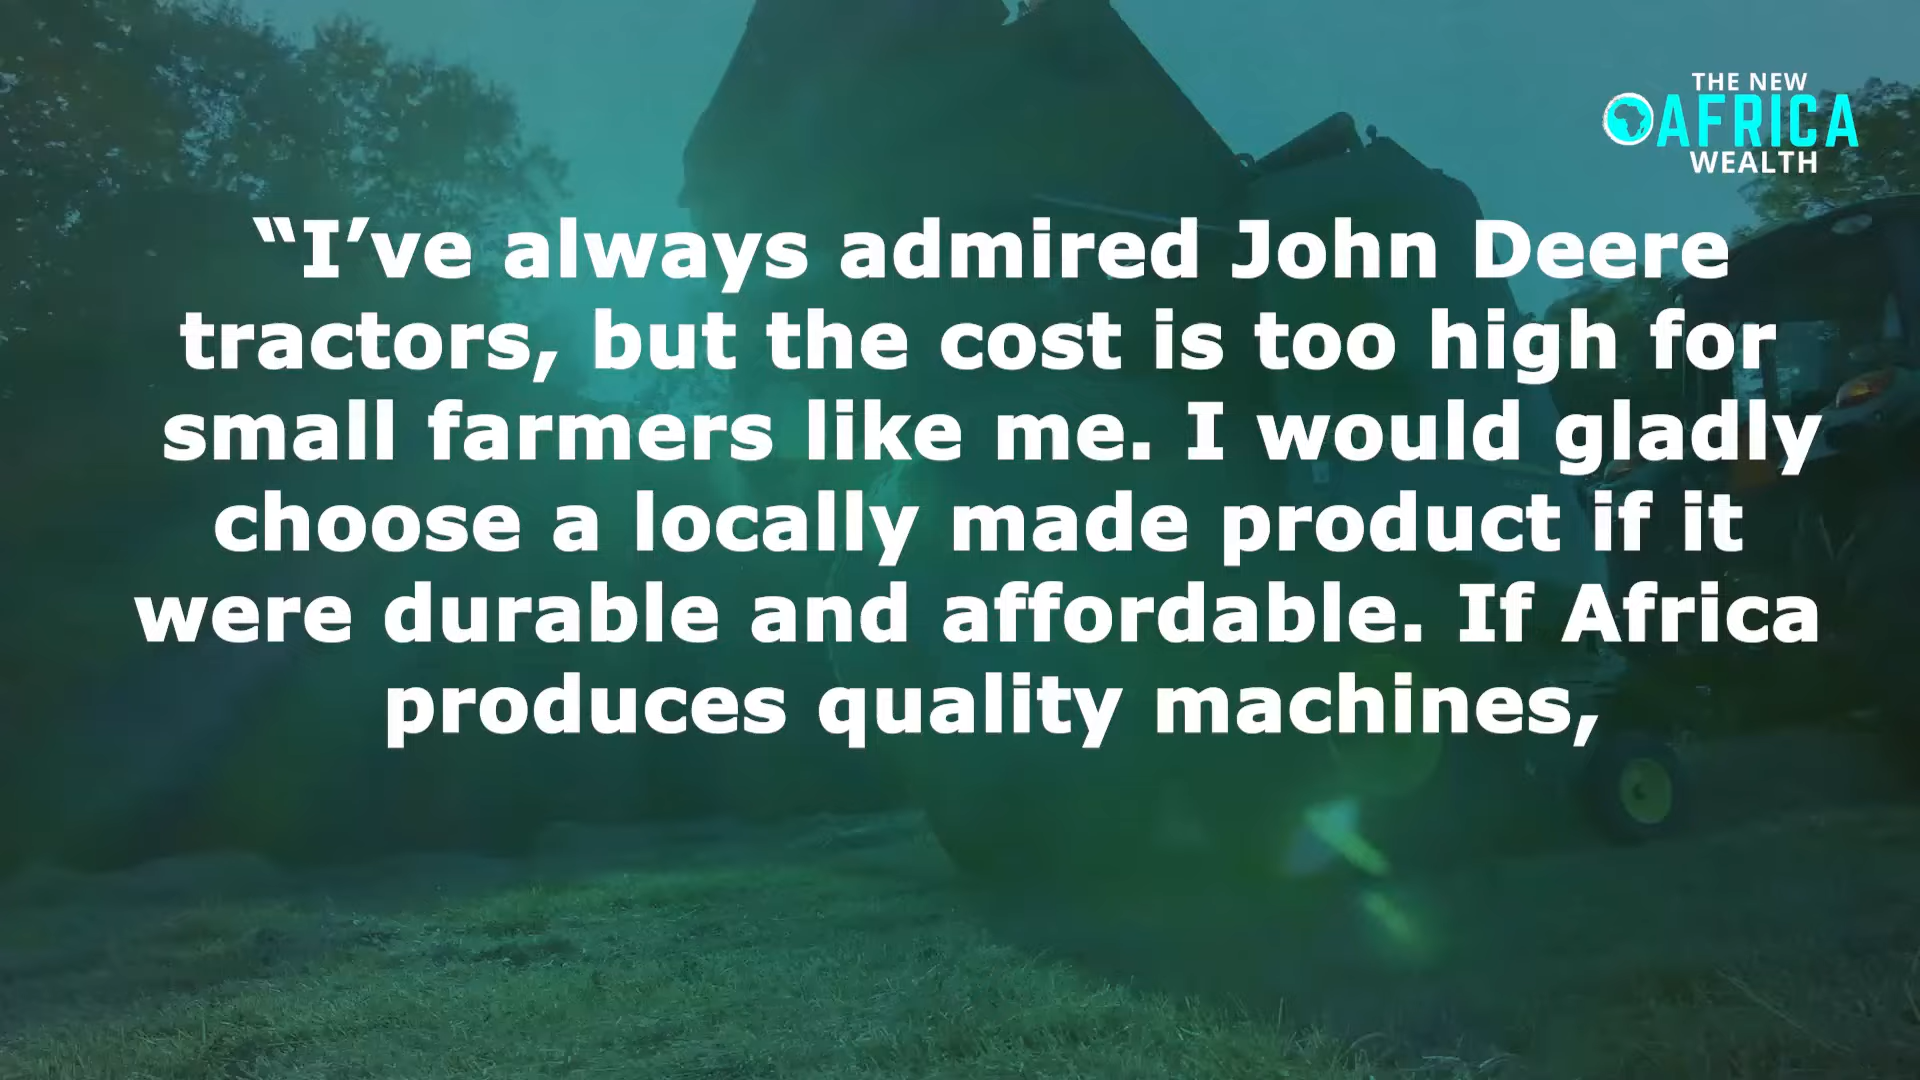 THE NEW
AFRICA
WEALTH
“I’ve always admired John Deere
tractors, but the cost is too high for
small farmers like me. I would gladly
choose a locally made product if it
were durable and affordable. If Africa
produces quality machines,